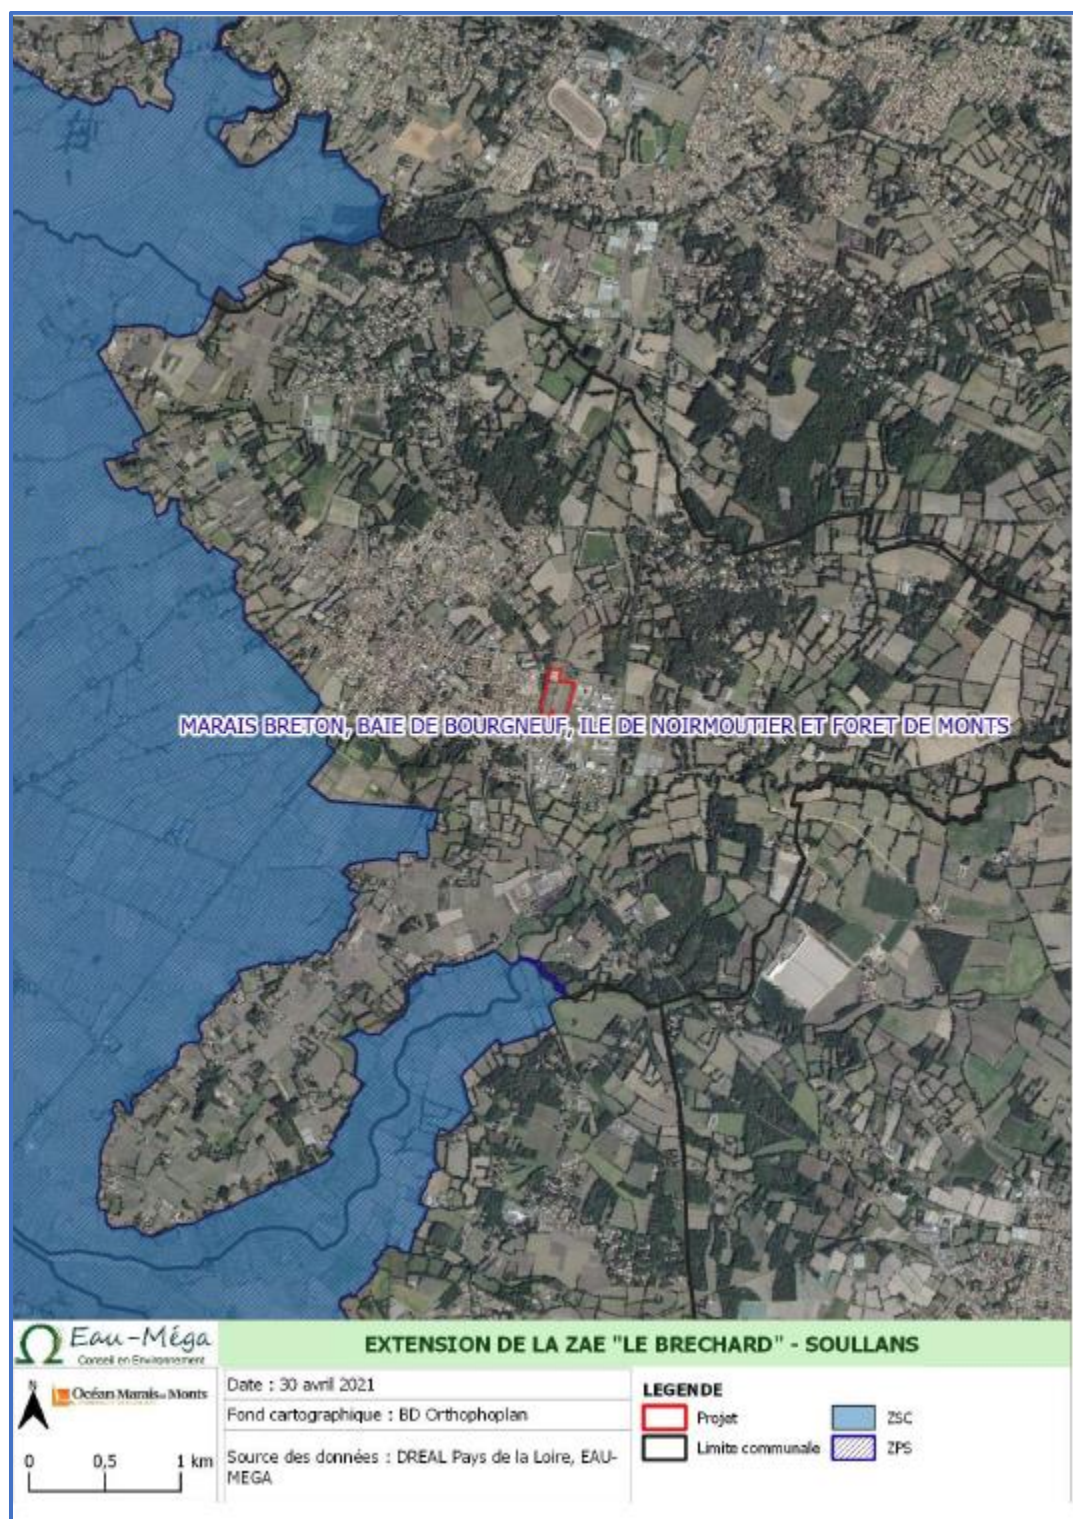 MARAIS BRETON, BAIE DE BOURGNEUF, ILE DE NOIRMOUTIER ET FORET DE MONTS
Eau-Méga
Conseil en Environnement
EXTENSION DE LA ZAE "LE BRECHARD" - SOULLANS
N
Océan Marais de Monts
0 0,5 1 km
Date : 30 avril 2021
Fond cartographique : BD Orthophoplan
Source des données : DREAL Pays de la Loire, EAU-
MEGA
LEGENDE
Projet
ZSC
Limite communale
ZPS